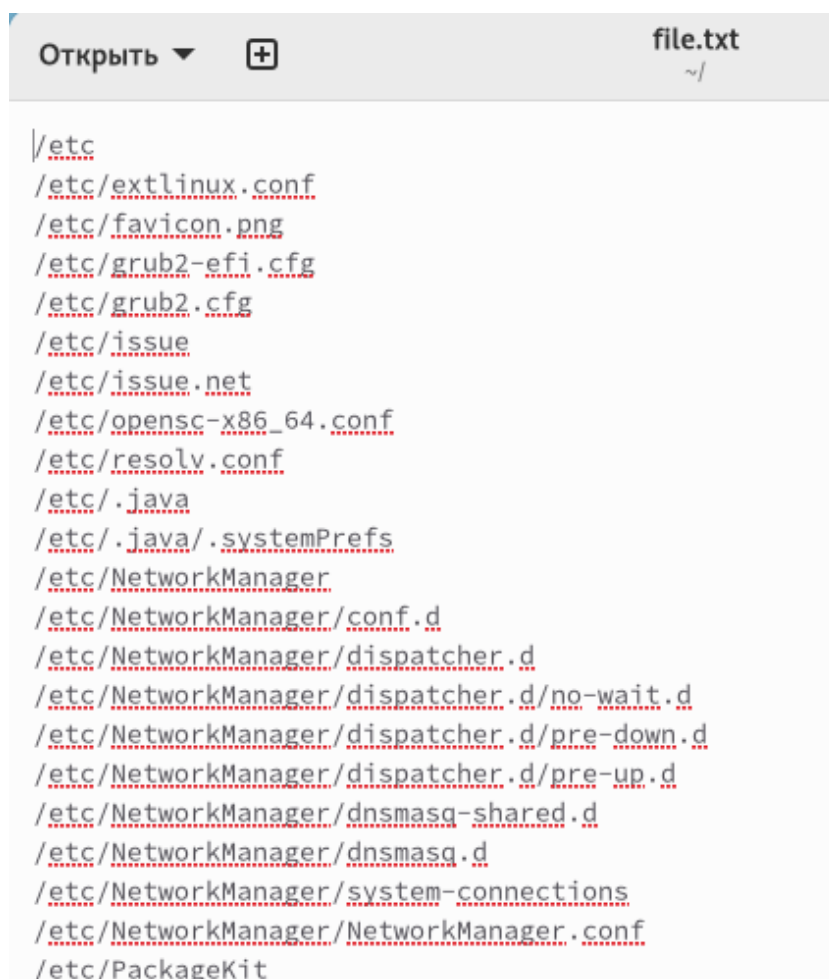 Открыть
file.txt
~/
/etc
/etc/extlinux.conf
/etc/favicon.png
/etc/grub2-efi.cfg
/etc/grub2.cfg
/etc/issue
/etc/issue.net
/etc/opensc-x86_64.conf
/etc/resolv.conf
/etc/.java
/etc/.java/.systemPrefs
/etc/NetworkManager
/etc/NetworkManager/conf.d
/etc/NetworkManager/dispatcher.d
/etc/NetworkManager/dispatcher.d/no-wait.d
/etc/NetworkManager/dispatcher.d/pre-down.d
/etc/NetworkManager/dispatcher.d/pre-up.d
/etc/NetworkManager/dnsmasq-shared.d
/etc/NetworkManager/dnsmasq.d
/etc/NetworkManager/system-connections
/etc/NetworkManager/NetworkManager.conf
/etc/PackageKit